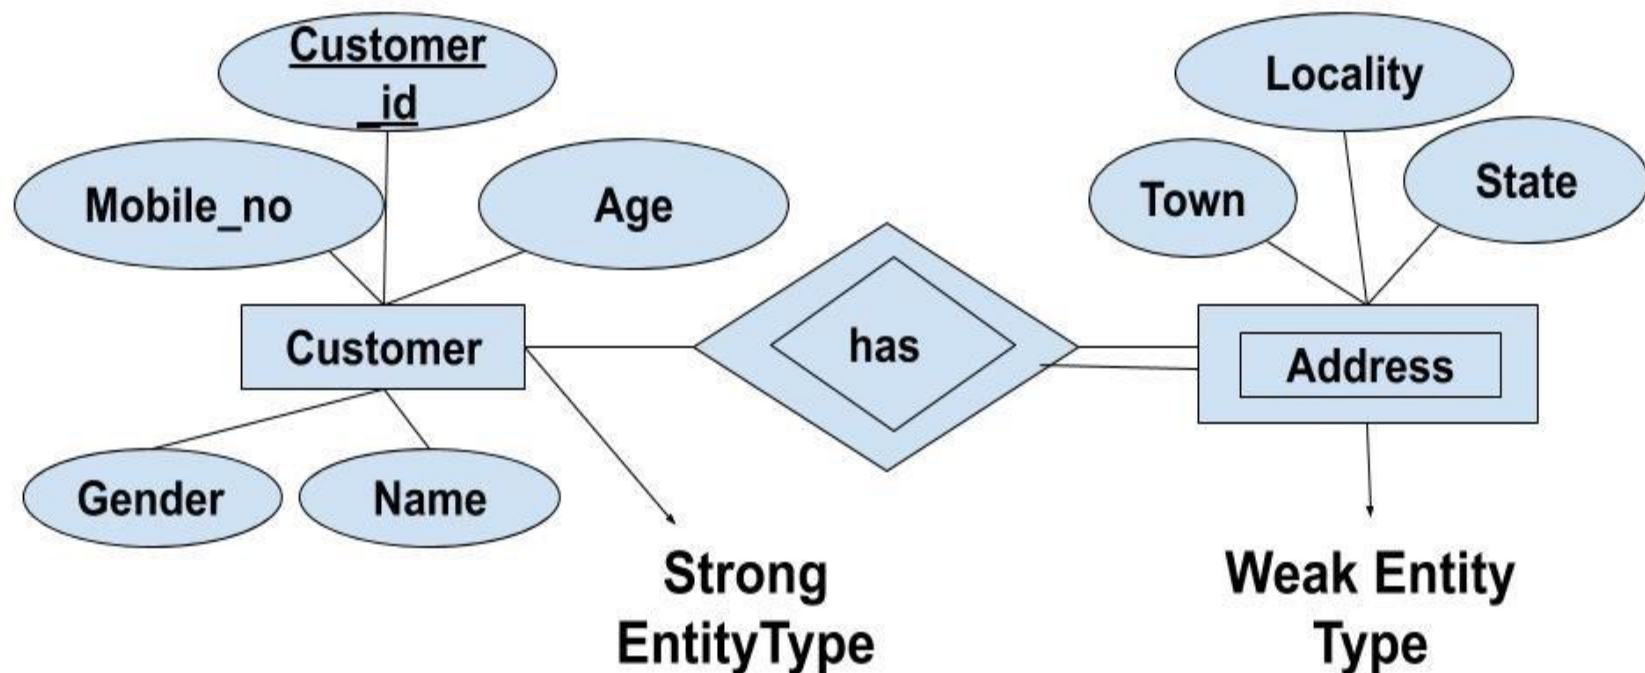 Customer
_id
Locality
Mobile_no
Age
Town
State
Customer
has
Address
Gender
Name
Strong
EntityType
Weak Entity
Type